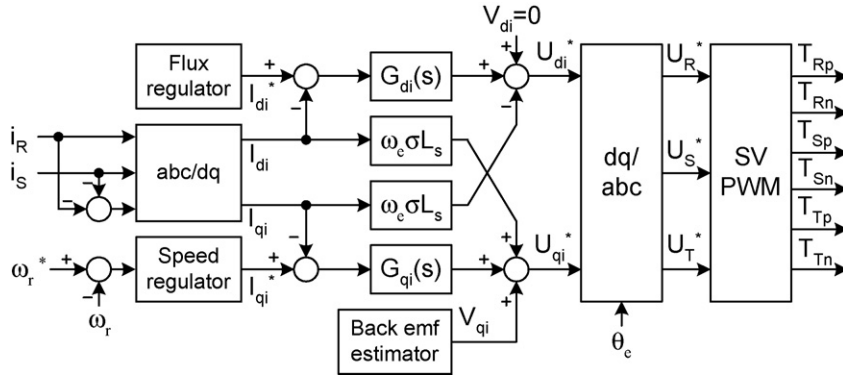 V_di=0
Flux regulator
I_di*
G_di(s)
U_di*
U_R*
T_Rp
T_Rn
i_R
i_S
abc/dq
I_di
ω_eσL_s
dq/abc
U_S*
SV PWM
T_Sp
T_Sn
I_qi
ω_eσL_s
T_Tp
ω_r*
Speed regulator
I_qi*
G_qi(s)
U_qi*
U_T*
T_Tn
ω_r
Back emf estimator
V_qi
θ_e